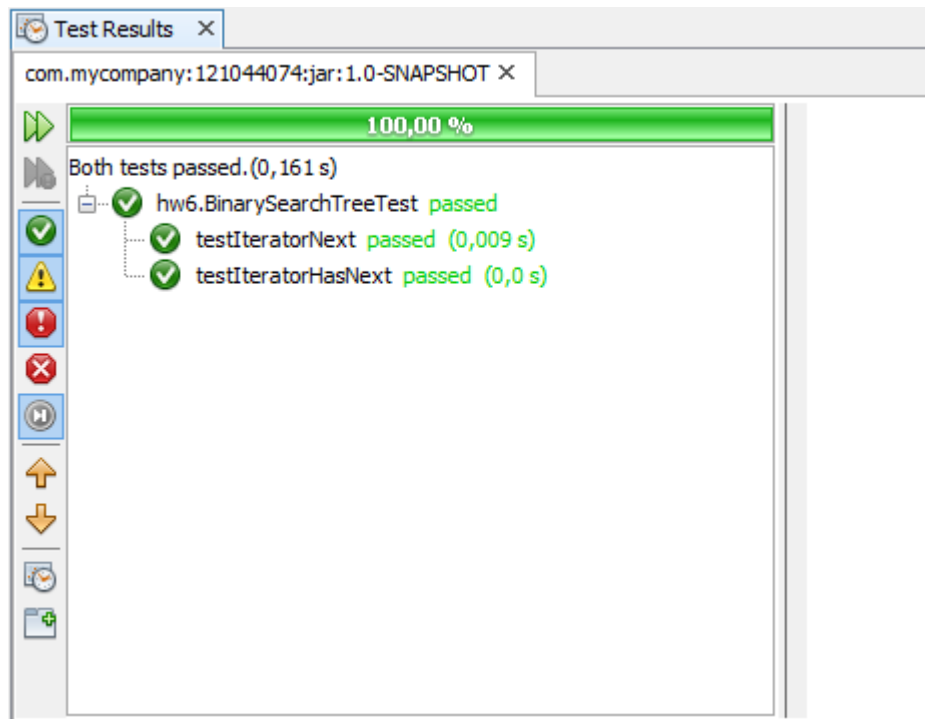 Test Results
com.mycompany:121044074:jar:1.0-SNAPSHOT
100,00 %
Both tests passed.(0,161 s)
hw6.BinarySearchTreeTest passed
testIteratorNext passed (0,009 s)
testIteratorHasNext passed (0,0 s)